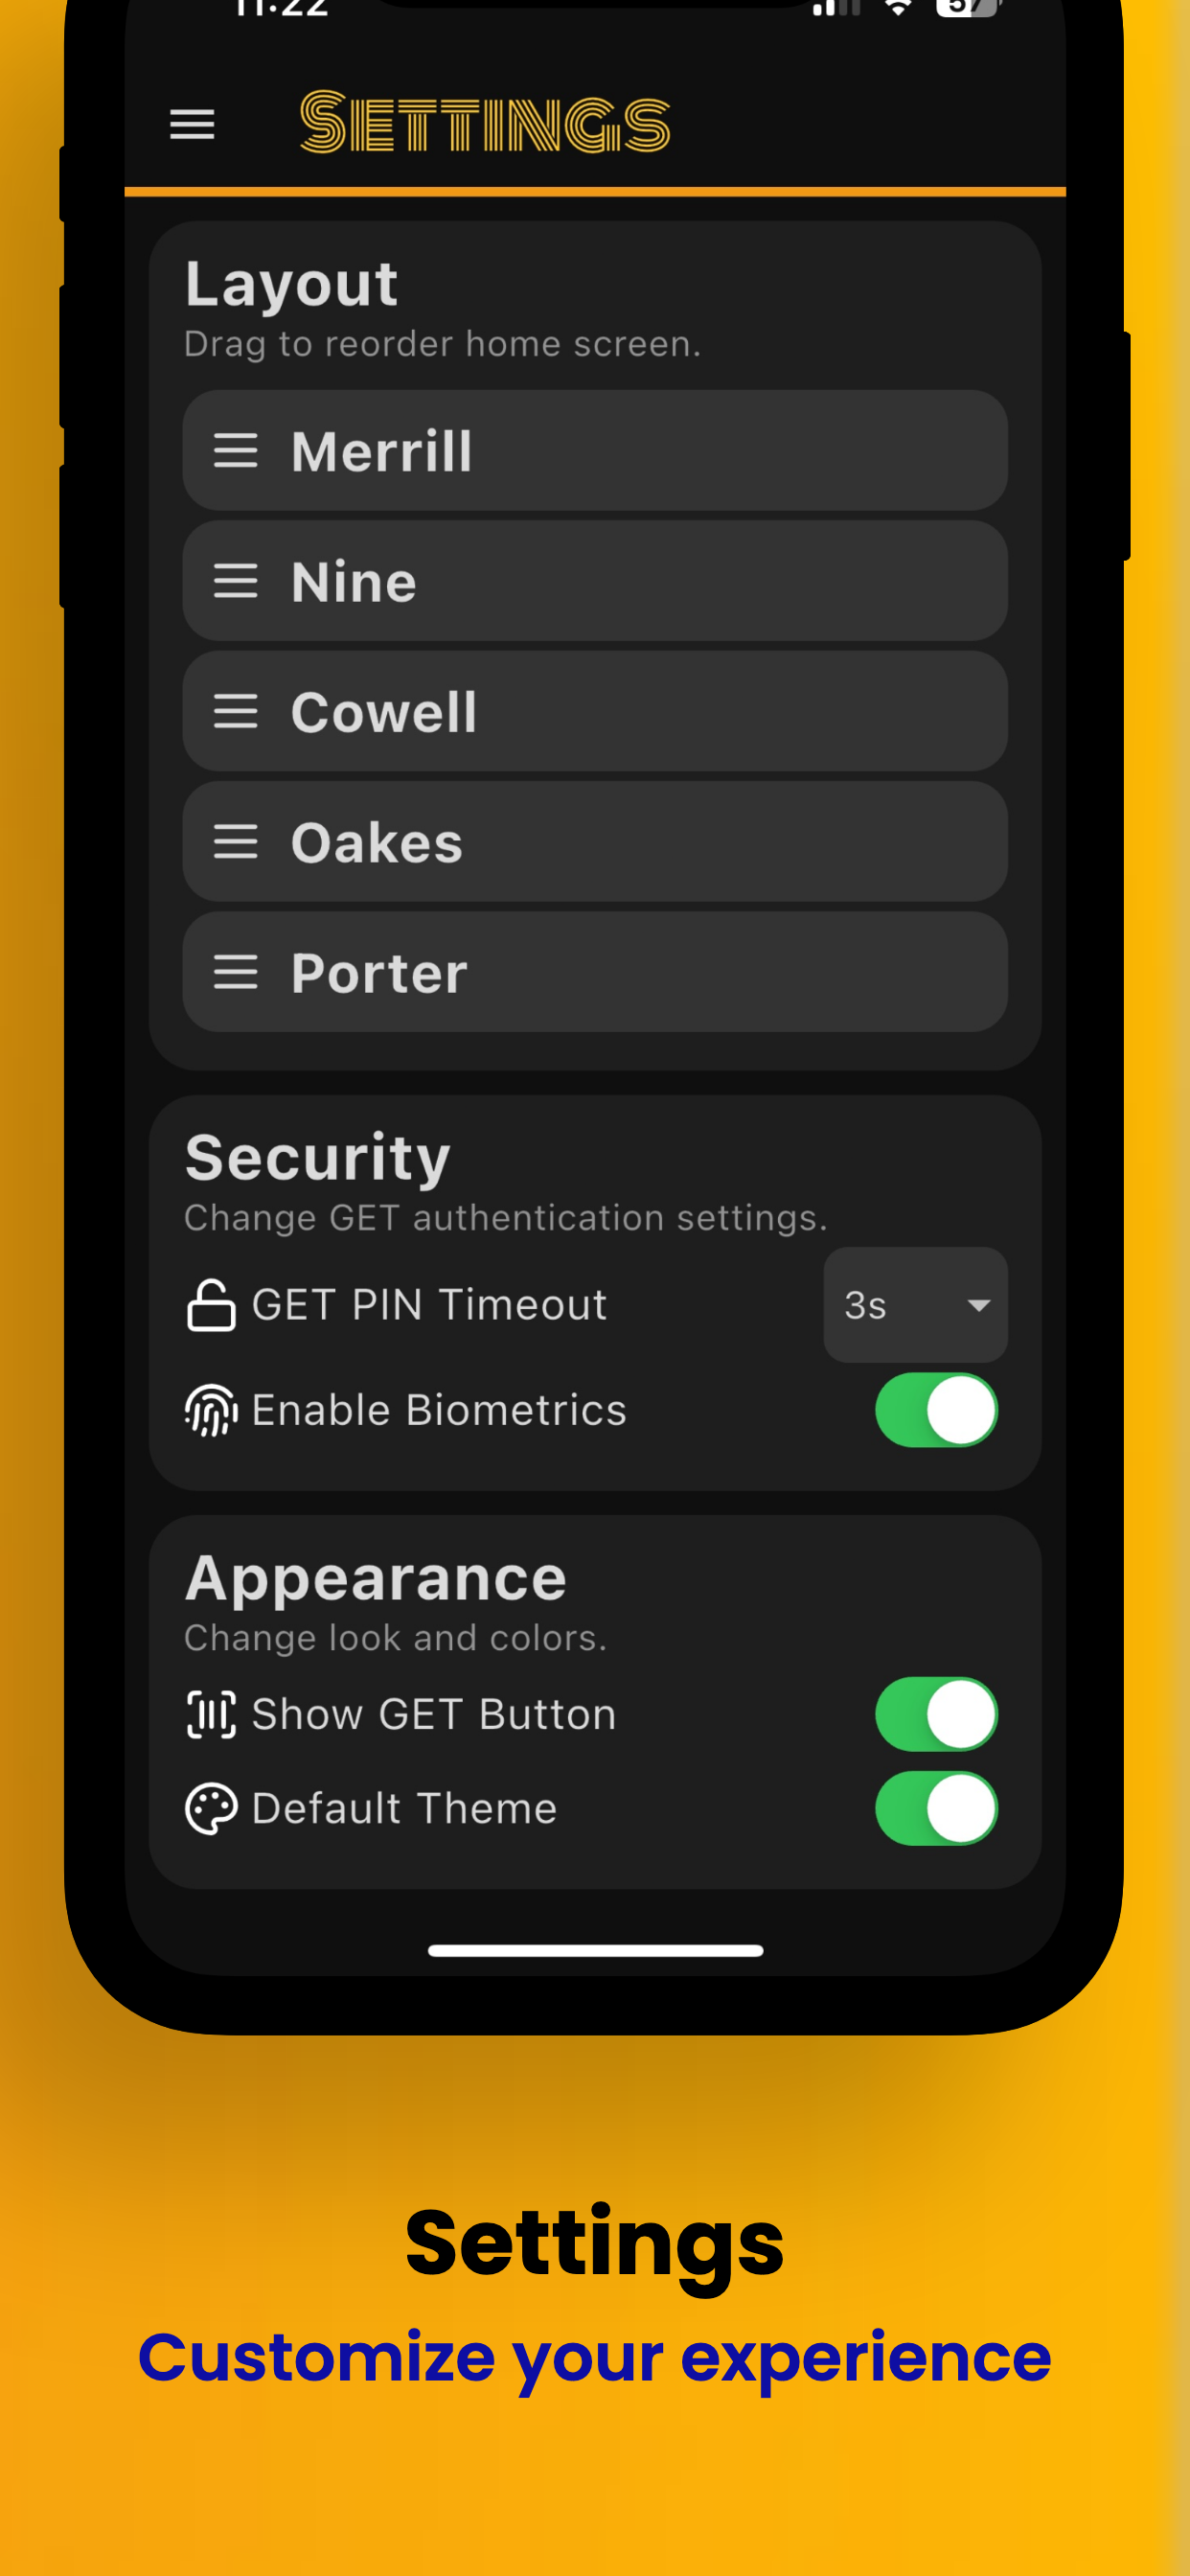 11:22
57
Settings
Layout
Drag to reorder home screen.
Merrill
Nine
Cowell
Oakes
Porter
Security
Change GET authentication settings.
GET PIN Timeout
3s
Enable Biometrics
Appearance
Change look and colors.
Show GET Button
Default Theme
Settings
Customize your experience